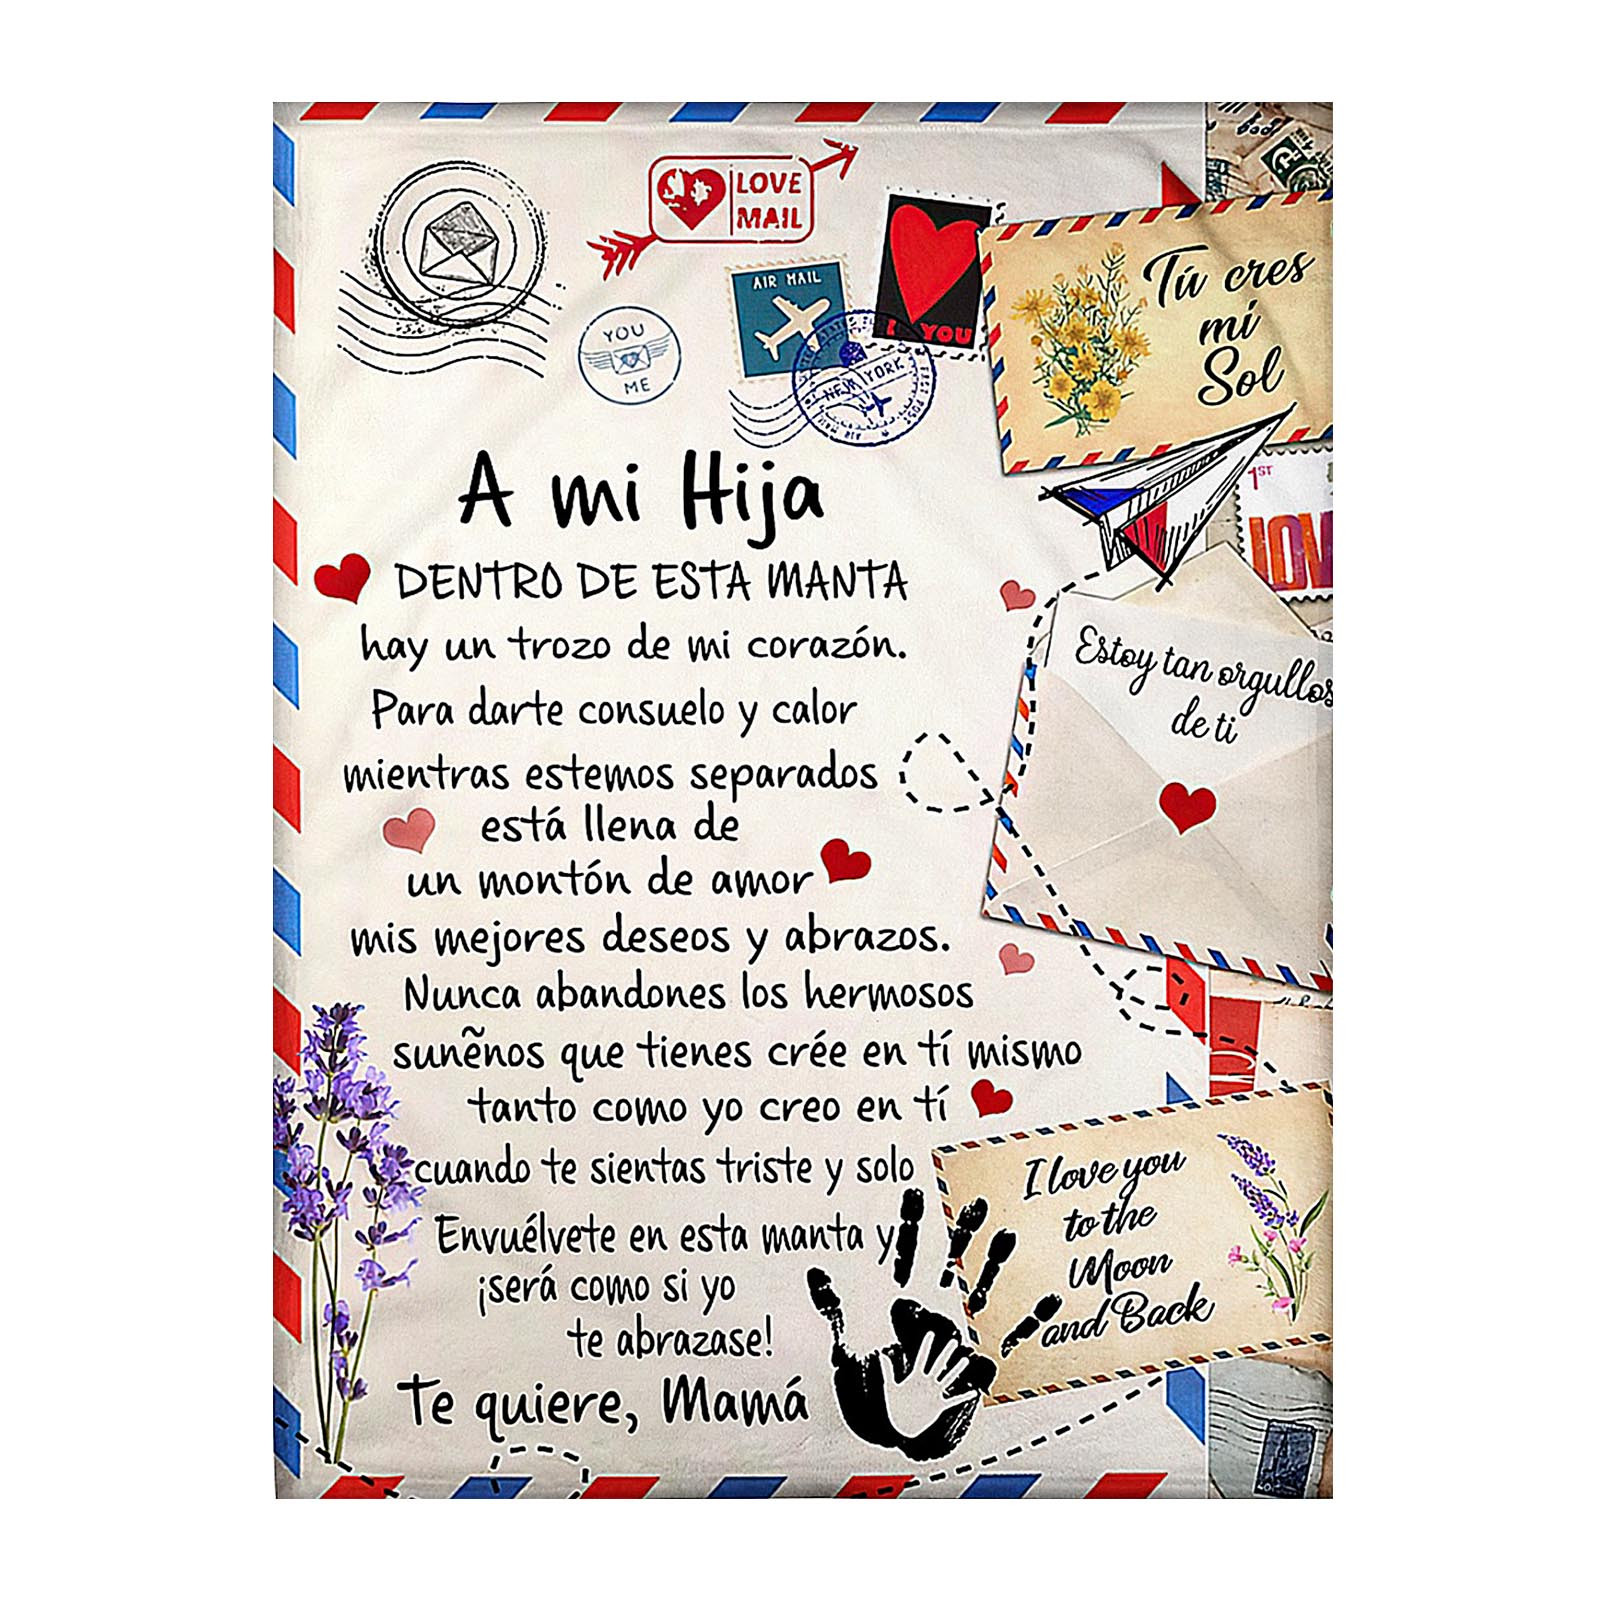 LOVE
MAIL
AIR MAIL
I YOU
YOU
ME
NEW YORK
Tú eres
mi
Sol
1ST
LOV
A mi Hija
DENTRO DE ESTA MANTA
hay un trozo de mi corazón.
Para darte consuelo y calor
mientras estemos separados
está llena de
un montón de amor
mis mejores deseos y abrazos.
Nunca abandones los hermosos
sunẽnos que tienes crée en tí mismo
tanto como yo creo en tí
cuando te sientas triste y solo
Envuélvete en esta manta y
¡será como si yo
te abrazase!
Te quiere, Mamá
Estoy tan orgullos
de ti
I love you
to the
Moon
and Back